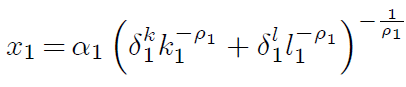 $x_1 = \alpha_1 \left( \delta_1^k k_1^{-\rho_1} + \delta_1^l l_1^{-\rho_1} \right)^{-\frac{1}{\rho_1}}$